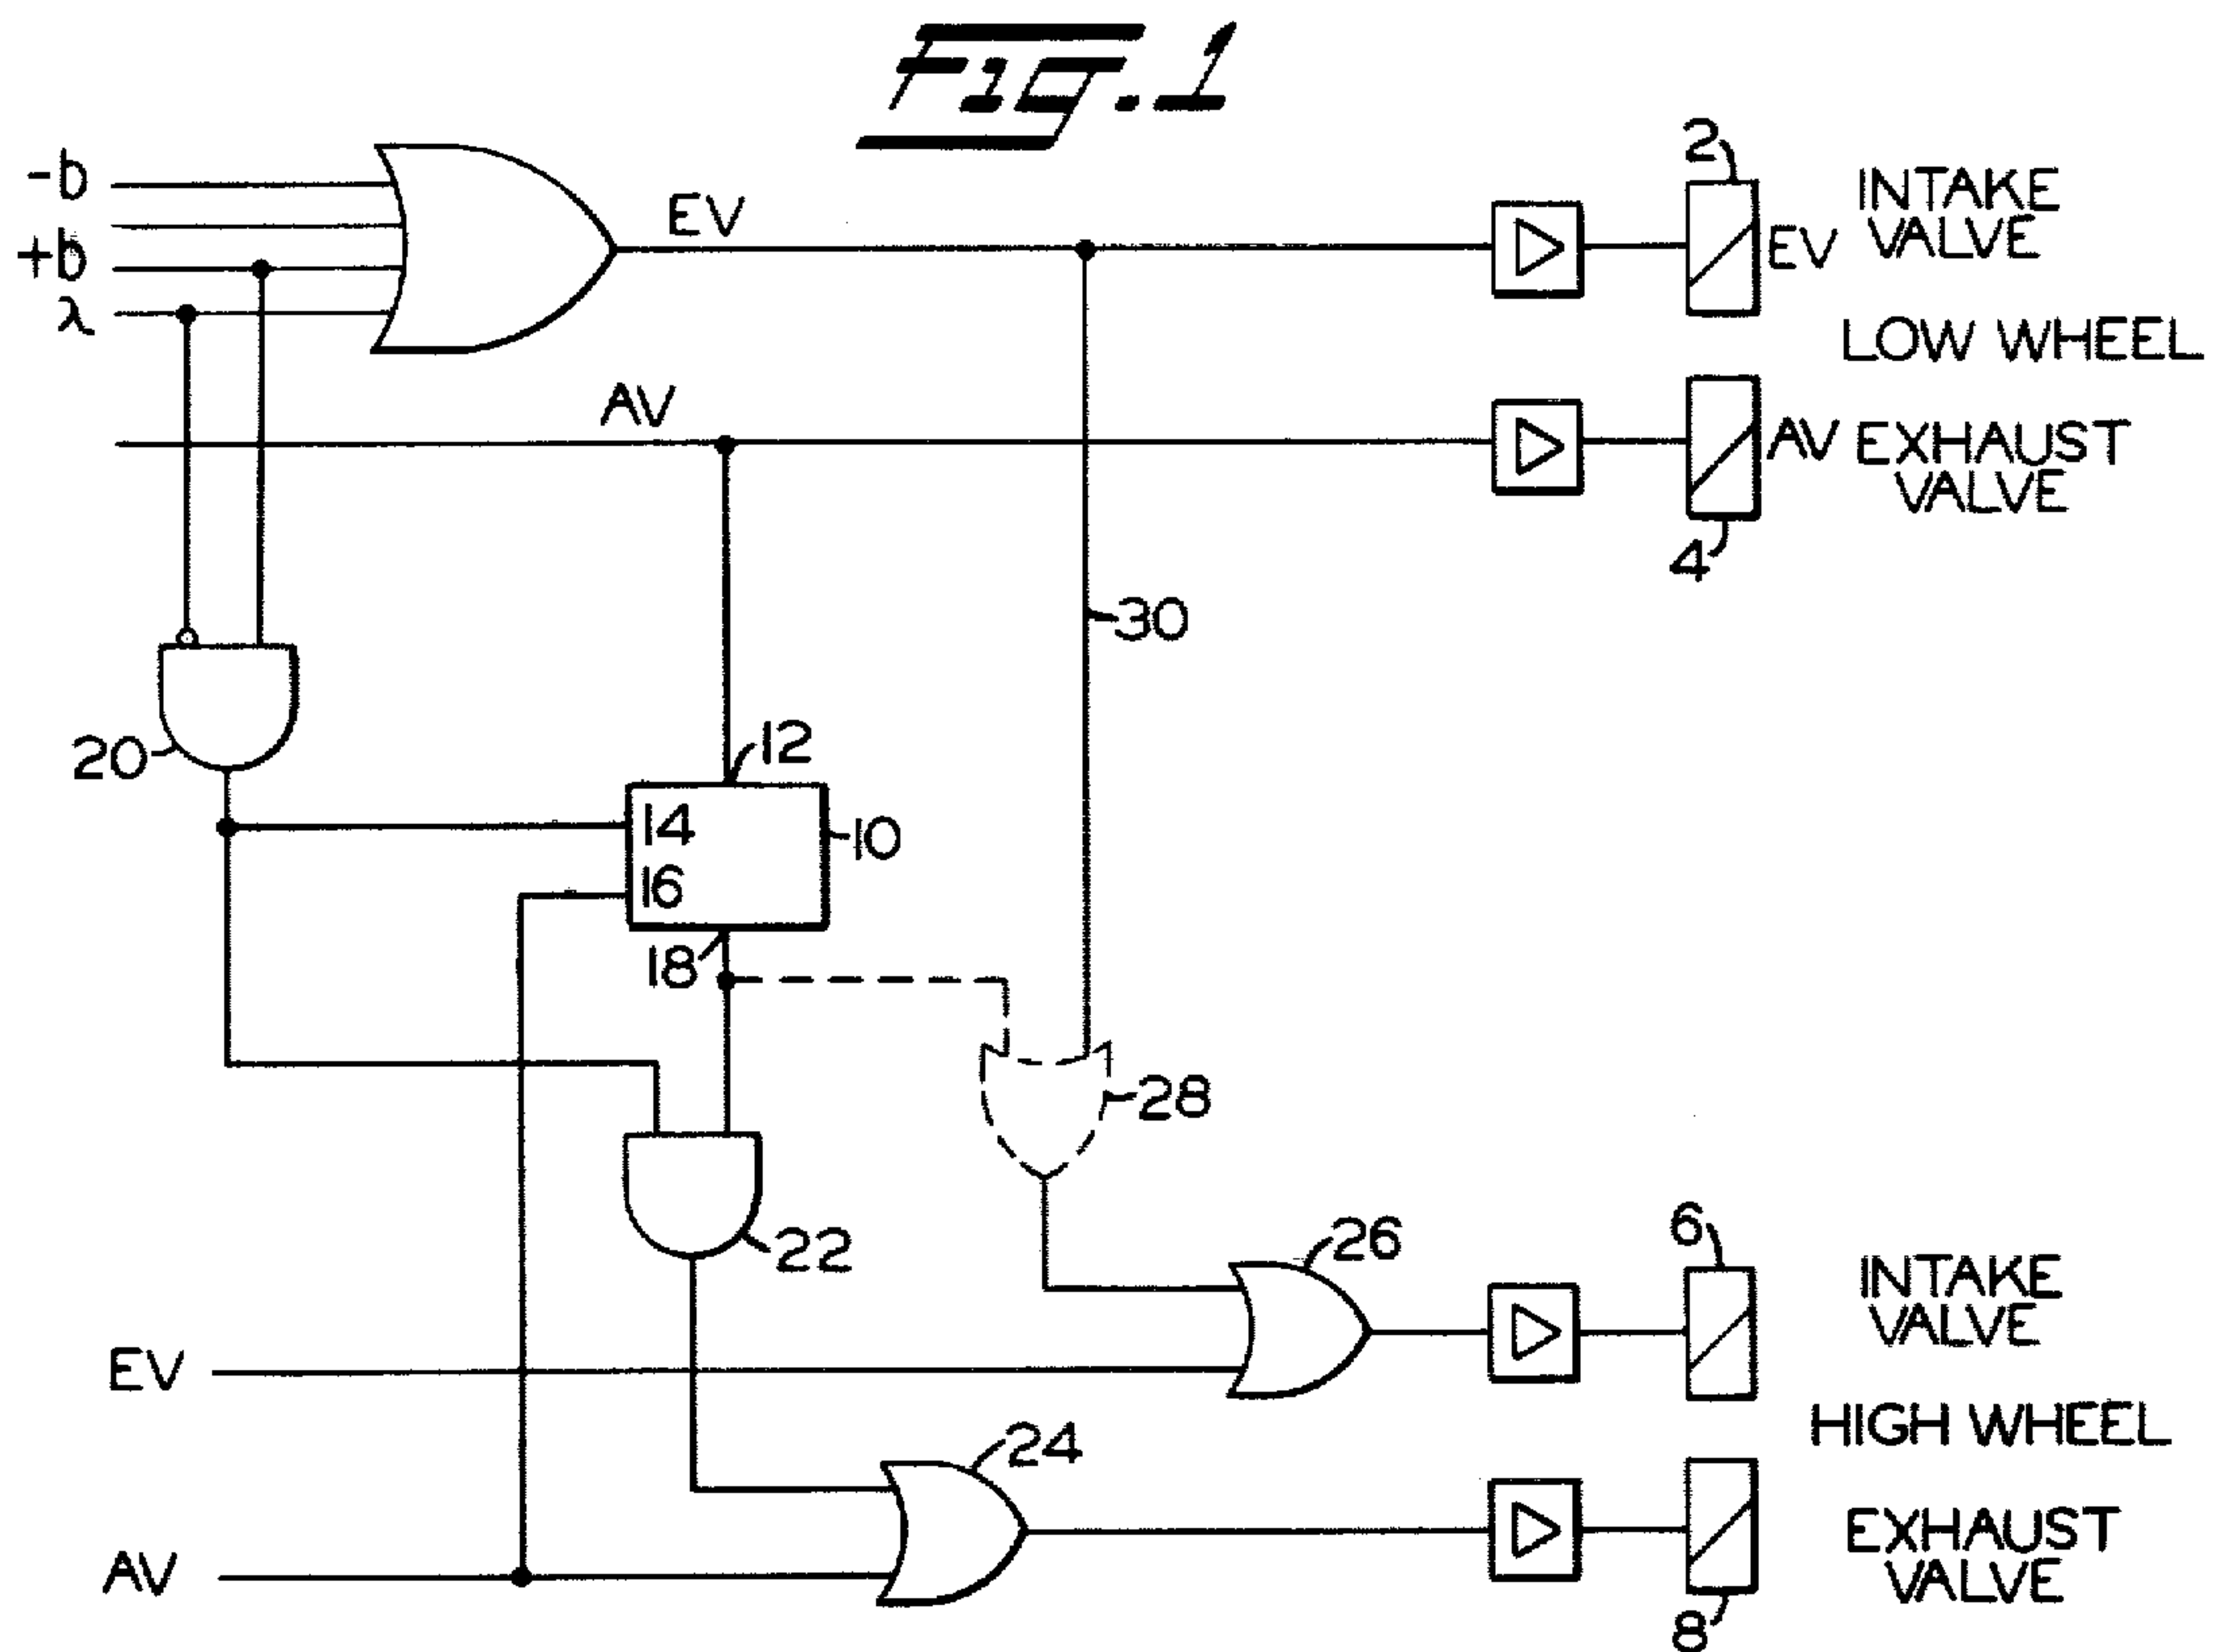 Fig. 1
-b
+b
λ
EV
2
INTAKE
VALVE
EV
LOW WHEEL
AV
AV
EXHAUST
VALVE
4
30
20
12
14
10
16
18
28
22
26
6
INTAKE
VALVE
EV
HIGH WHEEL
24
EXHAUST
VALVE
AV
8